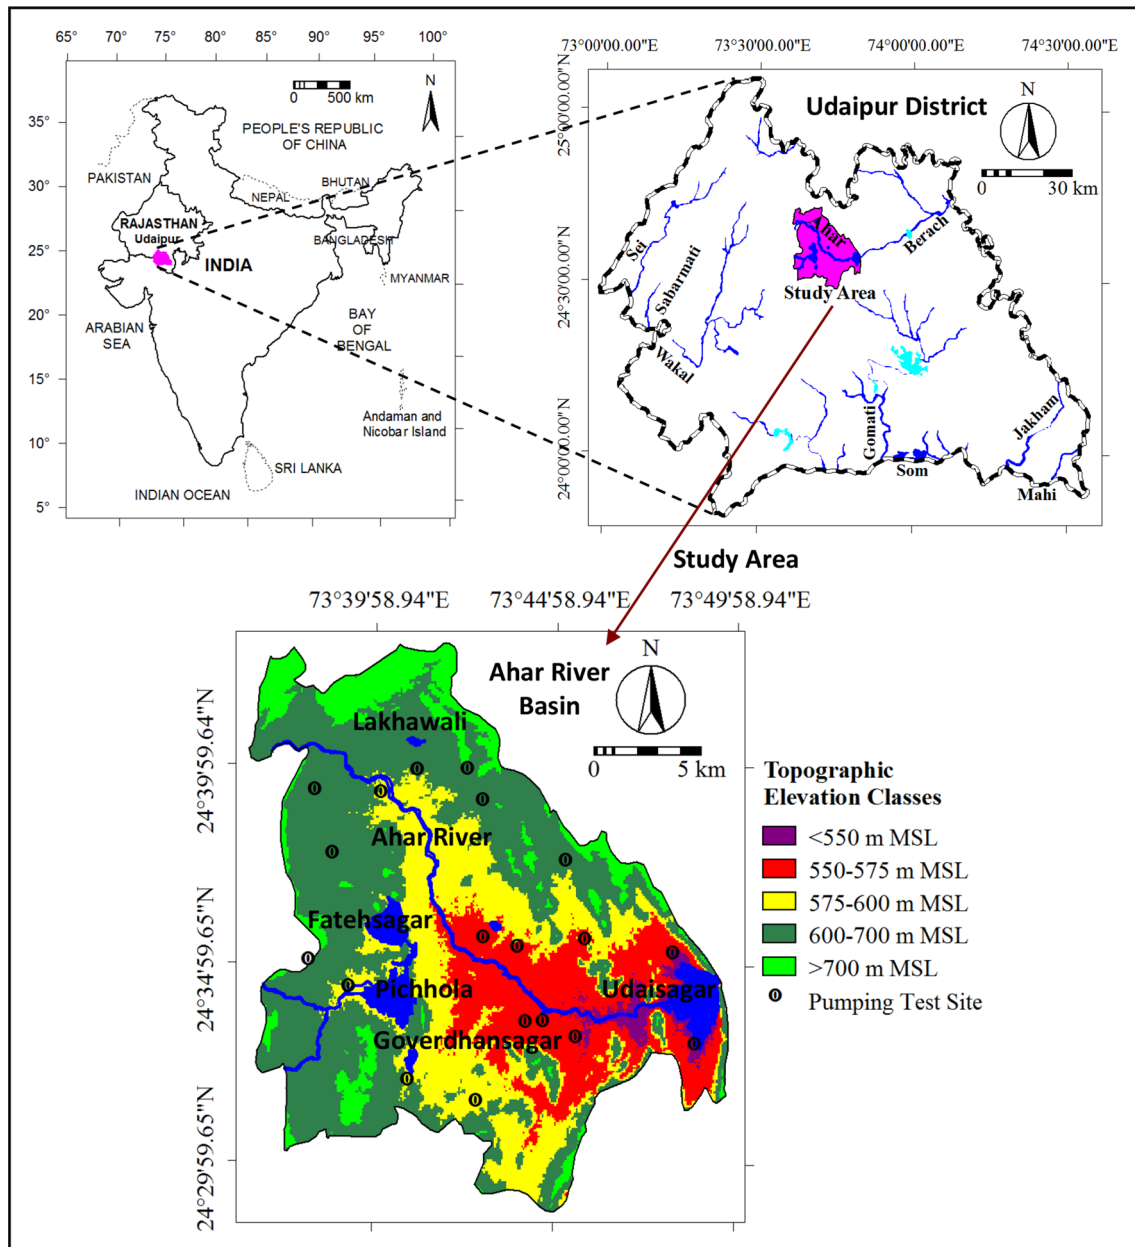 65° 70° 75° 80° 85° 90° 95° 100°
N
0 500 km
35°
30°
25°
20°
15°
10°
5°
PEOPLE'S REPUBLIC
OF CHINA
PAKISTAN
NEPAL
BHUTAN
RAJASTHAN
Udaipur
BANGLADESH
INDIA
MYANMAR
ARABIAN
SEA
BAY
OF
BENGAL
Andaman and
Nicobar Island
SRI LANKA
INDIAN OCEAN
70° 75° 80° 85° 90° 95° 100°
73°00'00.00"E 73°30'00.00"E 74°00'00.00"E 74°30'00.00"E
25°00'00.00"N
24°30'00.00"N
24°00'00.00"N
Udaipur District
N
0 30 km
Ahar
Berach
Sei
Sabarmati
Study Area
Wakal
Gomati
Jakham
Som
Mahi
Study Area
73°39'58.94"E 73°44'58.94"E 73°49'58.94"E
24°39'59.64"N
24°34'59.65"N
24°29'59.65"N
Ahar River
Basin
N
0 5 km
Lakhawali
Ahar River
Fatehsagar
Pichhola
Udaisagar
Goverdhansagar
Topographic
Elevation Classes
<550 m MSL
550-575 m MSL
575-600 m MSL
600-700 m MSL
>700 m MSL
Pumping Test Site